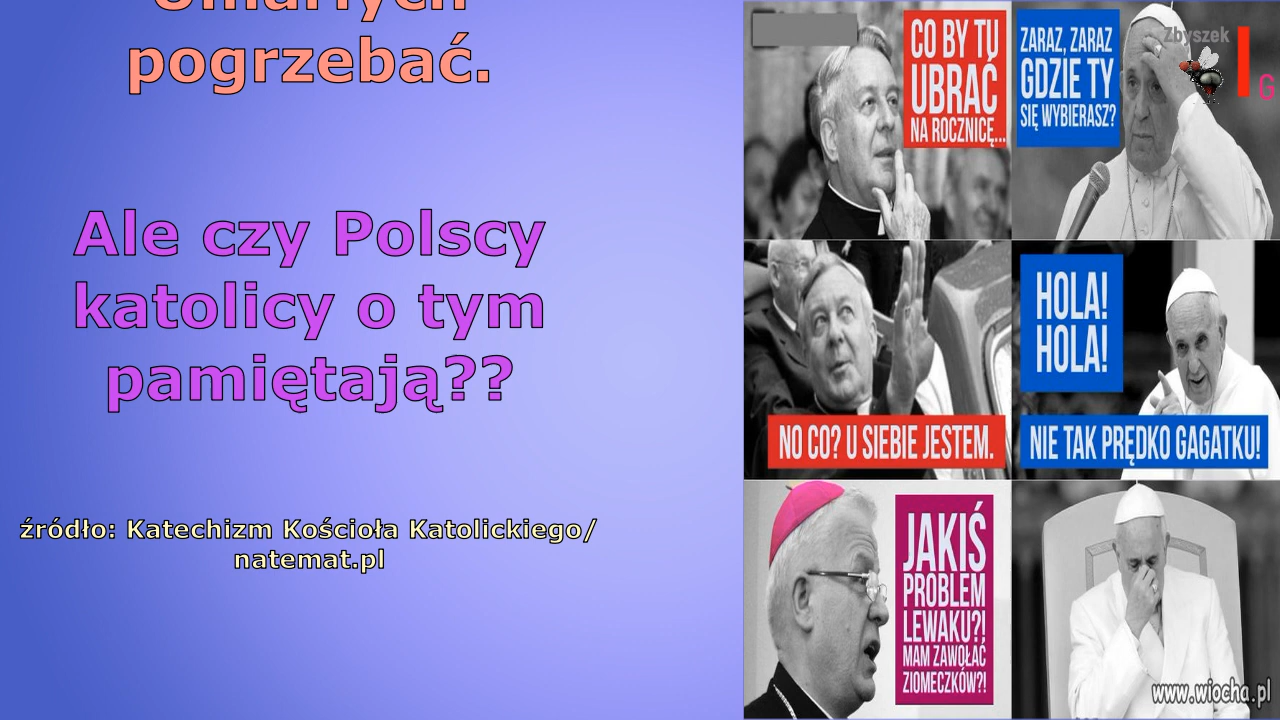 Umarłych
pogrzebać.
Ale czy Polscy
katolicy o tym
pamiętają??
źródło: Katechizm Kościoła Katolickiego/
natemat.pl
CO BY TU
UBRAĆ
NA ROCZNICĘ...
ZARAZ, ZARAZ
GDZIE TY
SIĘ WYBIERASZ?
Zbyszek
I
G
NO CO? U SIEBIE JESTEM.
HOLA!
HOLA!
NIE TAK PRĘDKO GAGATKU!
JAKIŚ
PROBLEM
LEWAKU?!
MAM ZAWOŁAĆ
ZIOMECZKÓW?!
www.wiocha.pl